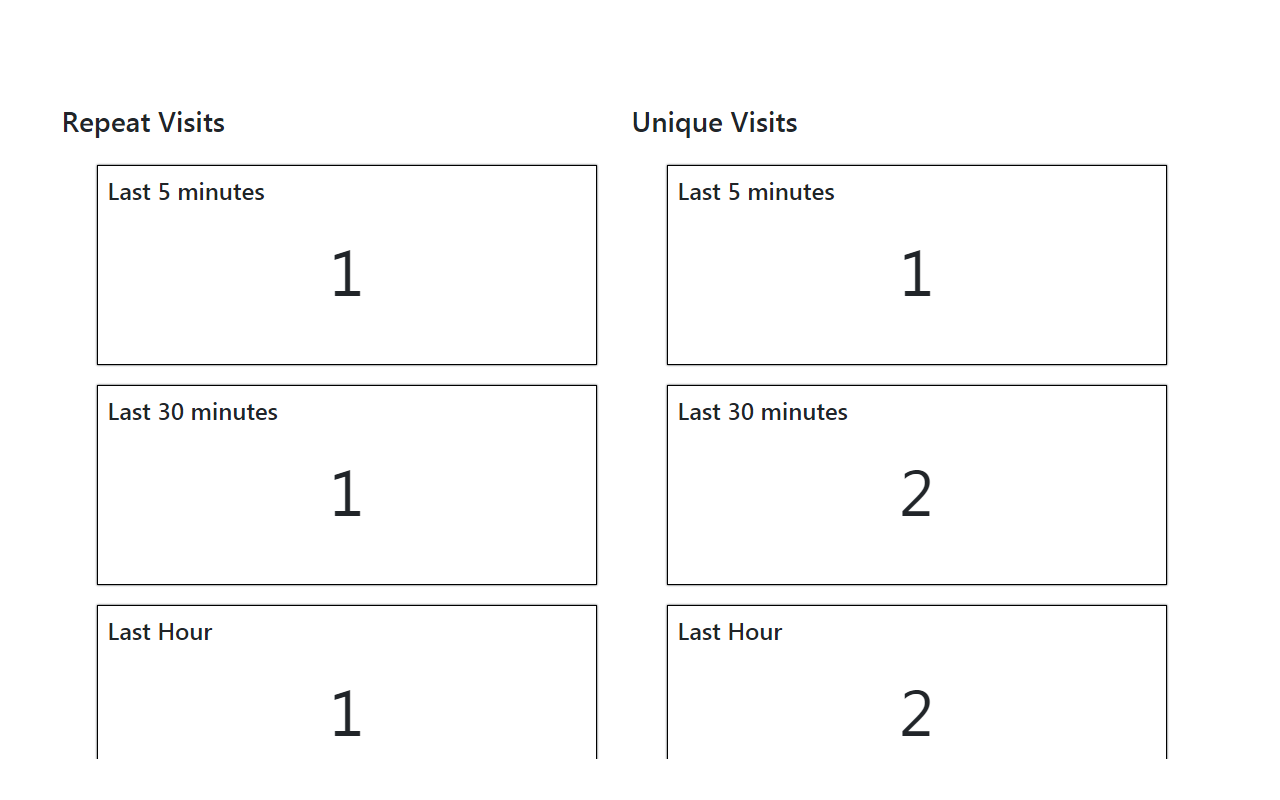 Repeat Visits
Last 5 minutes
1
Last 30 minutes
1
Last Hour
1
Unique Visits
Last 5 minutes
1
Last 30 minutes
2
Last Hour
2